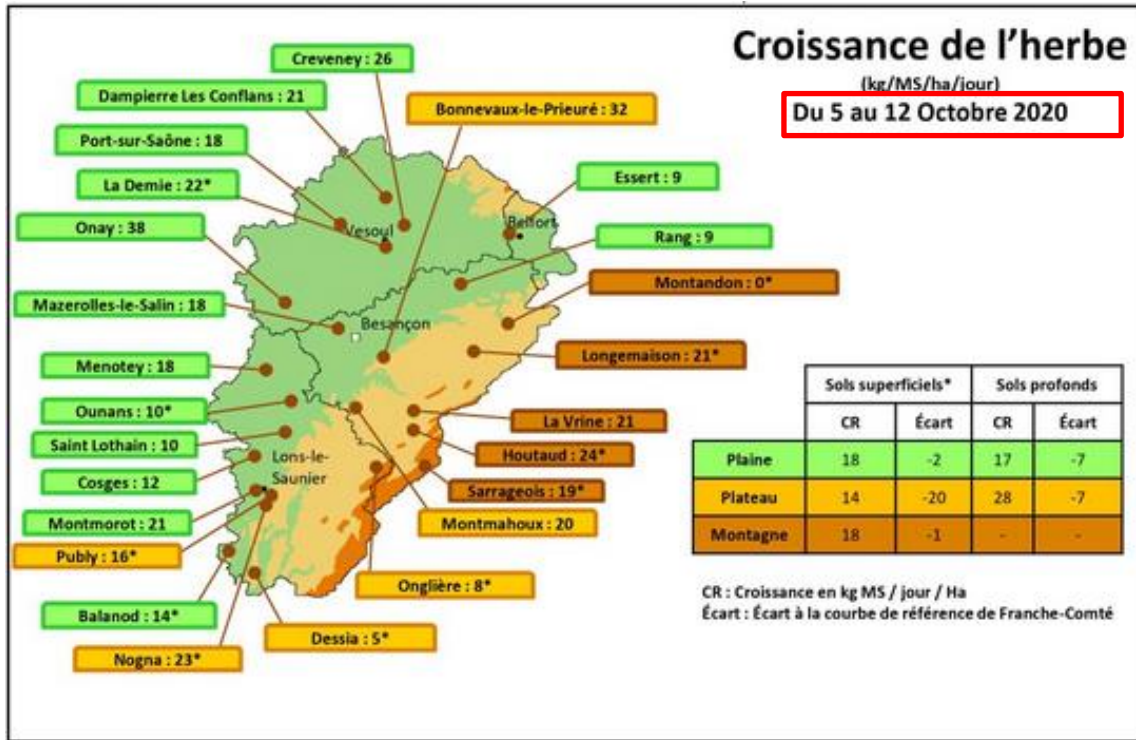 Croissance de l’herbe
(kg/MS/ha/jour)
Du 5 au 12 Octobre 2020
Creveney : 26
Dampierre Les Conflans : 21
Bonnevaux-le-Prieuré : 32
Port-sur-Saône : 18
La Demie : 22*
Essert : 9
Onay : 38
Vesoul
Belfort
Rang : 9
Mazerolles-le-Salin : 18
Besançon
Montandon : 0*
Menotey : 18
Longemaison : 21*
Ounans : 10*
La Vrine : 21
Saint Lothain : 10
Houtaud : 24*
Cosges : 12
Lons-le-
Saunier
Sarrageois : 19*
Montmorot : 21
Montmahoux : 20
Publy : 16*
Onglière : 8*
Balanod : 14*
Dessia : 5*
Nogna : 23*
Sols superficiels* Sols profonds
CR Écart CR Écart
Plaine 18 -2 17 -7
Plateau 14 -20 28 -7
Montagne 18 -1 - -
CR : Croissance en kg MS / jour / Ha
Écart : Écart à la courbe de référence de Franche-Comté